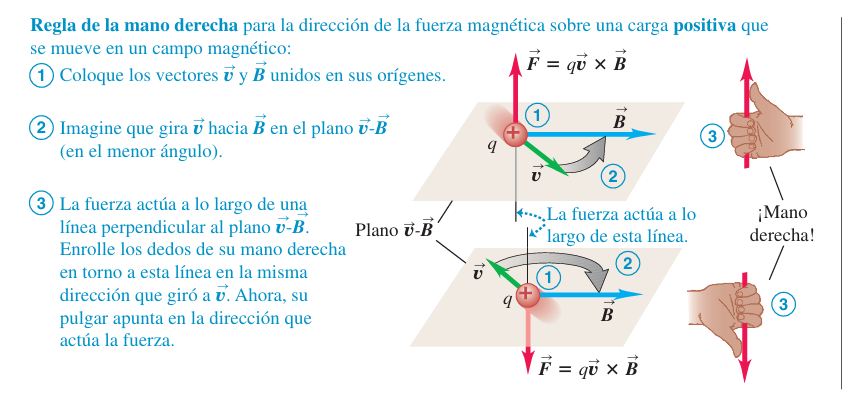 Regla de la mano derecha para la dirección de la fuerza magnética sobre una carga positiva que
se mueve en un campo magnético:
① Coloque los vectores v⃗ y B⃗ unidos en sus orígenes.
② Imagine que gira v⃗ hacia B⃗ en el plano v⃗-B⃗
(en el menor ángulo).
③ La fuerza actúa a lo largo de una
línea perpendicular al plano v⃗-B⃗.
Enrolle los dedos de su mano derecha
en torno a esta línea en la misma
dirección que giró a v⃗. Ahora, su
pulgar apunta en la dirección que
actúa la fuerza.
F⃗ = qv⃗ × B⃗
①
B⃗
+
q
v⃗
②
③
Plano v⃗-B⃗
La fuerza actúa a lo
largo de esta línea.
¡Mano
derecha!
v⃗
①
②
+
q
B⃗
③
F⃗ = qv⃗ × B⃗